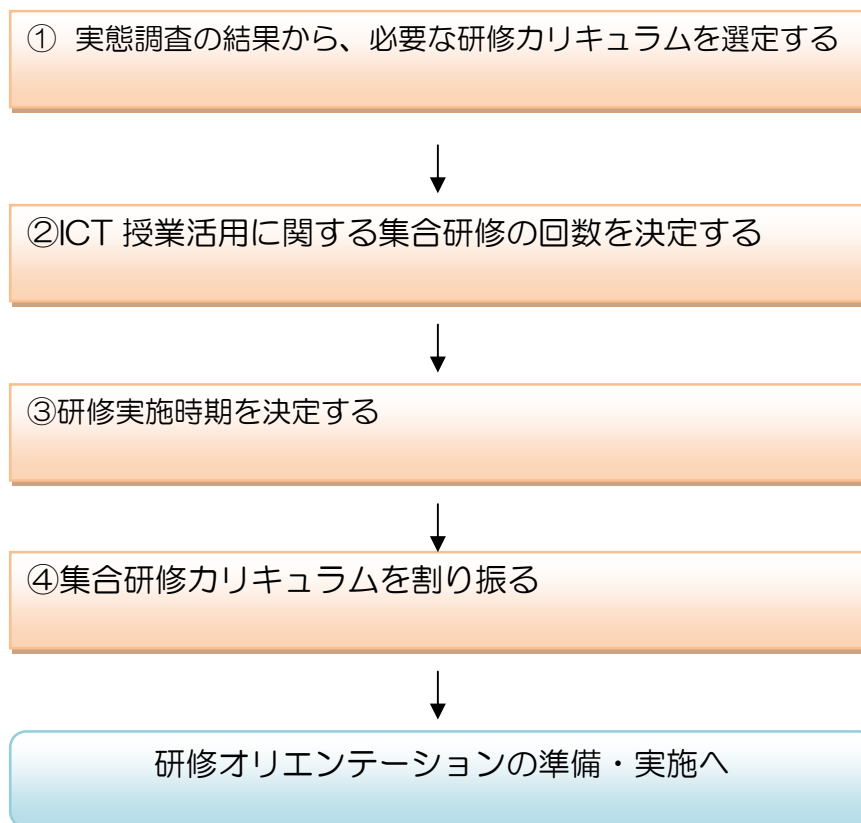 ① 実態調査の結果から、必要な研修カリキュラムを選定する
②ICT 授業活用に関する集合研修の回数を決定する
③研修実施時期を決定する
④集合研修カリキュラムを割り振る
研修オリエンテーションの準備・実施へ